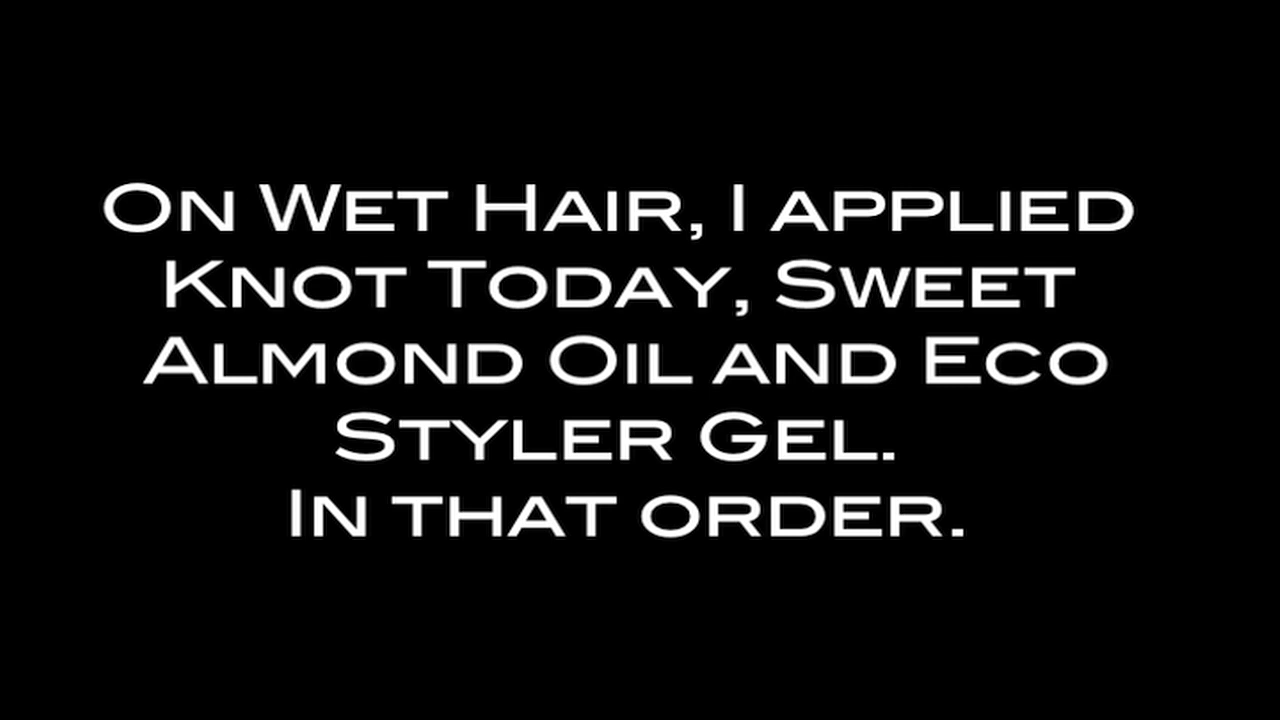 On Wet Hair, I applied
Knot Today, Sweet
Almond Oil and Eco
Styler Gel.
In that order.